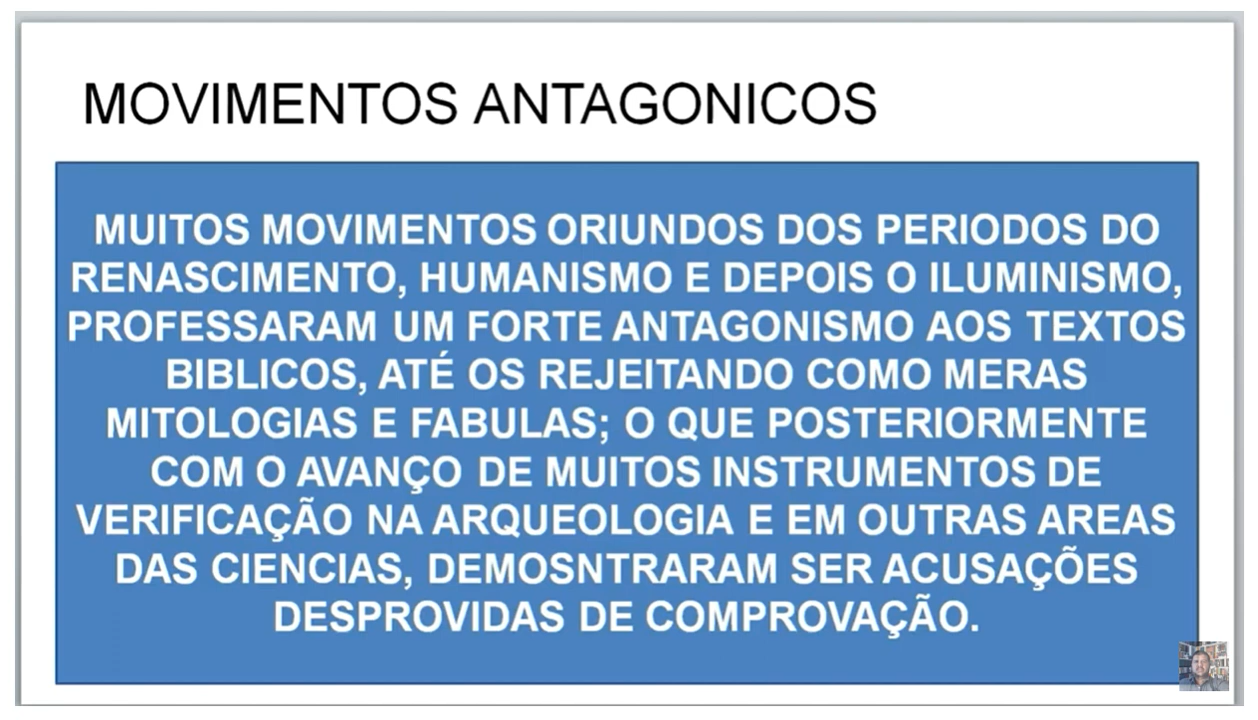 MOVIMENTOS ANTAGONICOS
MUITOS MOVIMENTOS ORIUNDOS DOS PERIODOS DO
RENASCIMENTO, HUMANISMO E DEPOIS O ILUMINISMO,
PROFESSARAM UM FORTE ANTAGONISMO AOS TEXTOS
BIBLICOS, ATÉ OS REJEITANDO COMO MERAS
MITOLOGIAS E FABULAS; O QUE POSTERIORMENTE
COM O AVANÇO DE MUITOS INSTRUMENTOS DE
VERIFICAÇÃO NA ARQUEOLOGIA E EM OUTRAS AREAS
DAS CIENCIAS, DEMOSNTRARAM SER ACUSAÇÕES
DESPROVIDAS DE COMPROVAÇÃO.